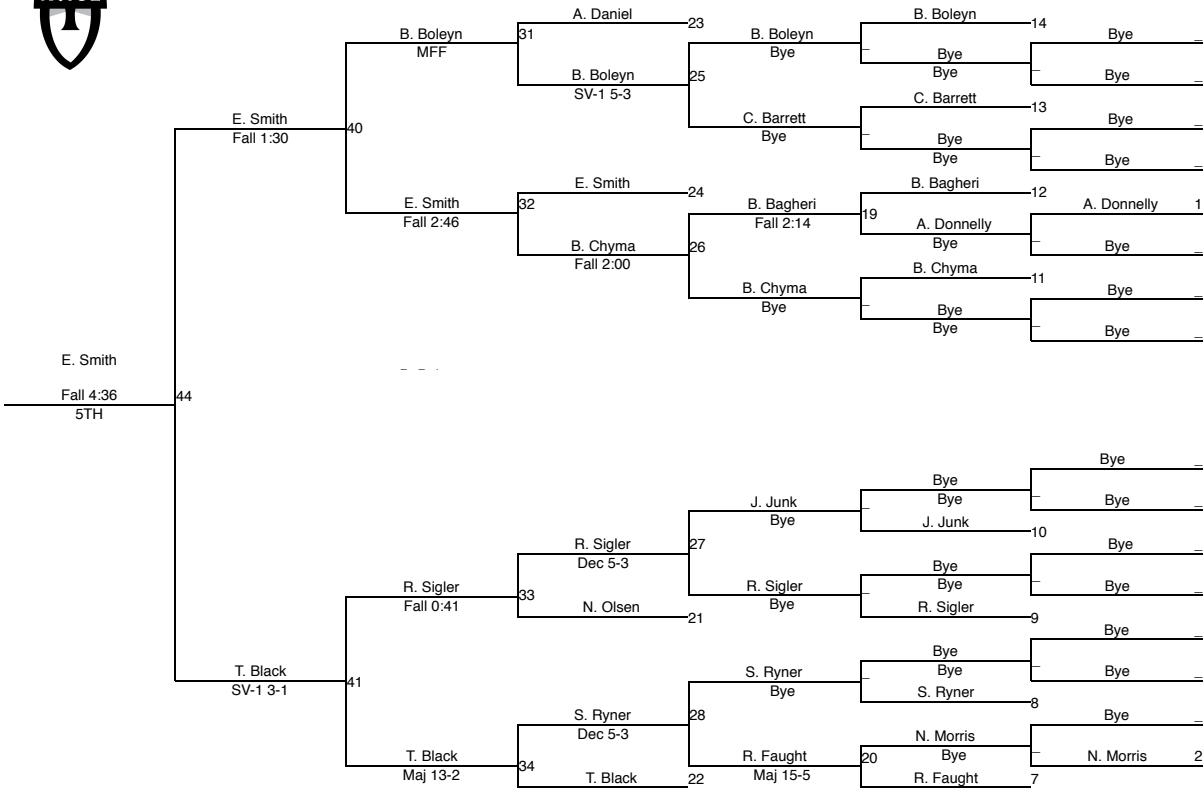 A. Daniel 23 B. Boleyn 14
B. Boleyn 31 B. Boleyn Bye
MFF Bye Bye
B. Boleyn 25 Bye Bye
SV-1 5-3
C. Barrett 13
E. Smith C. Barrett Bye
40 Bye Bye
Fall 1:30 Bye Bye
E. Smith 24 B. Bagheri 12
E. Smith 32 B. Bagheri 19 A. Donnelly 1
Fall 2:46 Fall 2:14 A. Donnelly
B. Chyma 26 Bye Bye
Fall 2:00
B. Chyma 11
B. Chyma Bye
Bye Bye
Bye Bye
E. Smith
Fall 4:36 44
5TH
Bye
Bye
J. Junk Bye Bye
Bye J. Junk 10
R. Sigler 27 Bye
Dec 5-3
Bye
R. Sigler R. Sigler Bye Bye
Fall 0:41 33 N. Olsen 21 Bye R. Sigler 9
Bye
Bye
T. Black S. Ryner Bye Bye
SV-1 3-1 41 Bye S. Ryner 8
S. Ryner 28 Bye
Dec 5-3
N. Morris
T. Black R. Faught 20 Bye N. Morris 2
Maj 13-2 34 T. Black 22 Maj 15-5 R. Faught 7